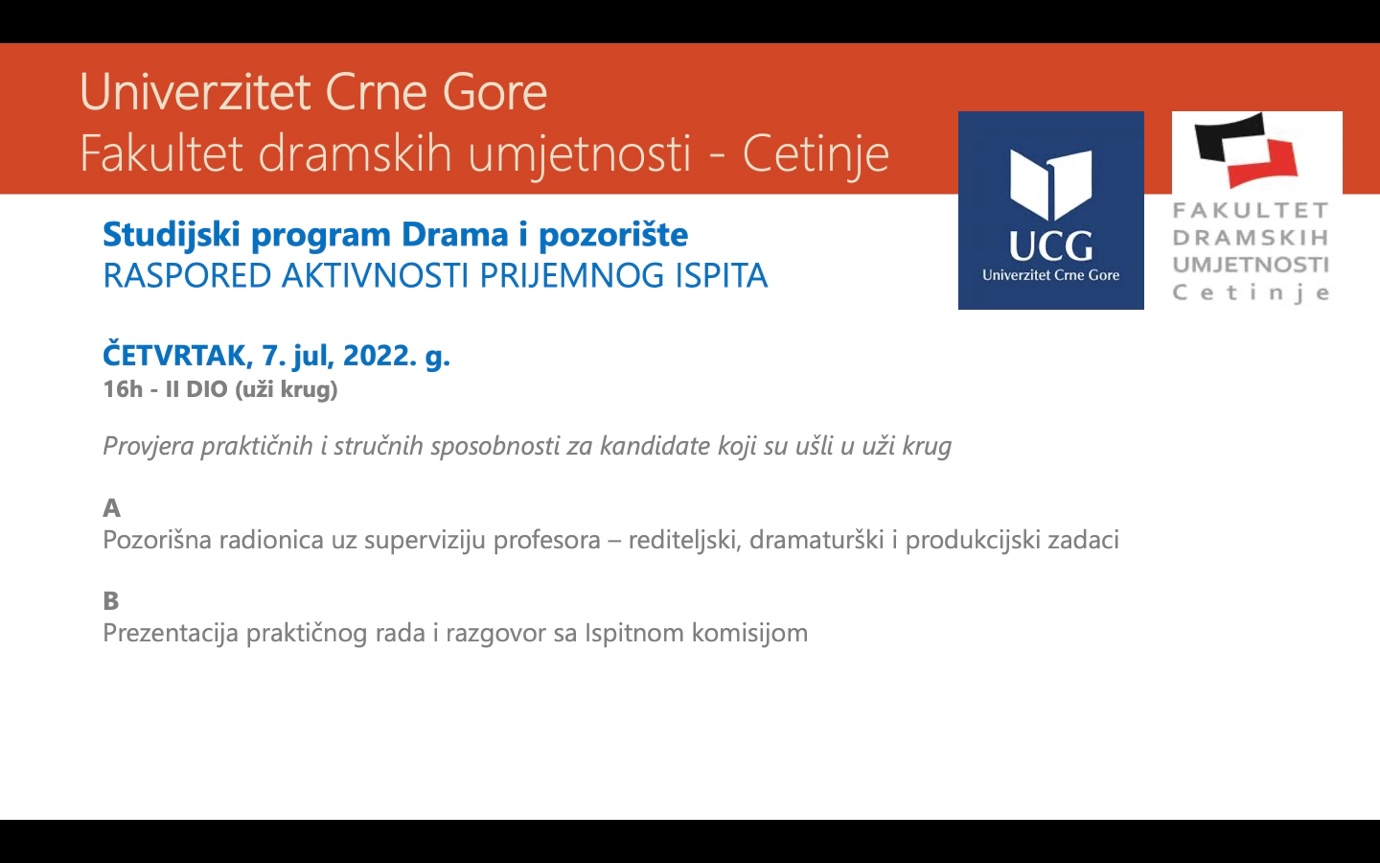 Univerzitet Crne Gore
Fakultet dramskih umjetnosti - Cetinje
UCG
Univerzitet Crne Gore
FAKULTET
DRAMSKIH
UMJETNOSTI
Cetinje
Studijski program Drama i pozorište
RASPORED AKTIVNOSTI PRIJEMNOG ISPITA
ČETVRTAK, 7. jul, 2022. g.
16h - II DIO (uži krug)
Provjera praktičnih i stručnih sposobnosti za kandidate koji su ušli u uži krug
A
Pozorišna radionica uz superviziju profesora – rediteljski, dramaturški i produkcijski zadaci
B
Prezentacija praktičnog rada i razgovor sa Ispitnom komisijom